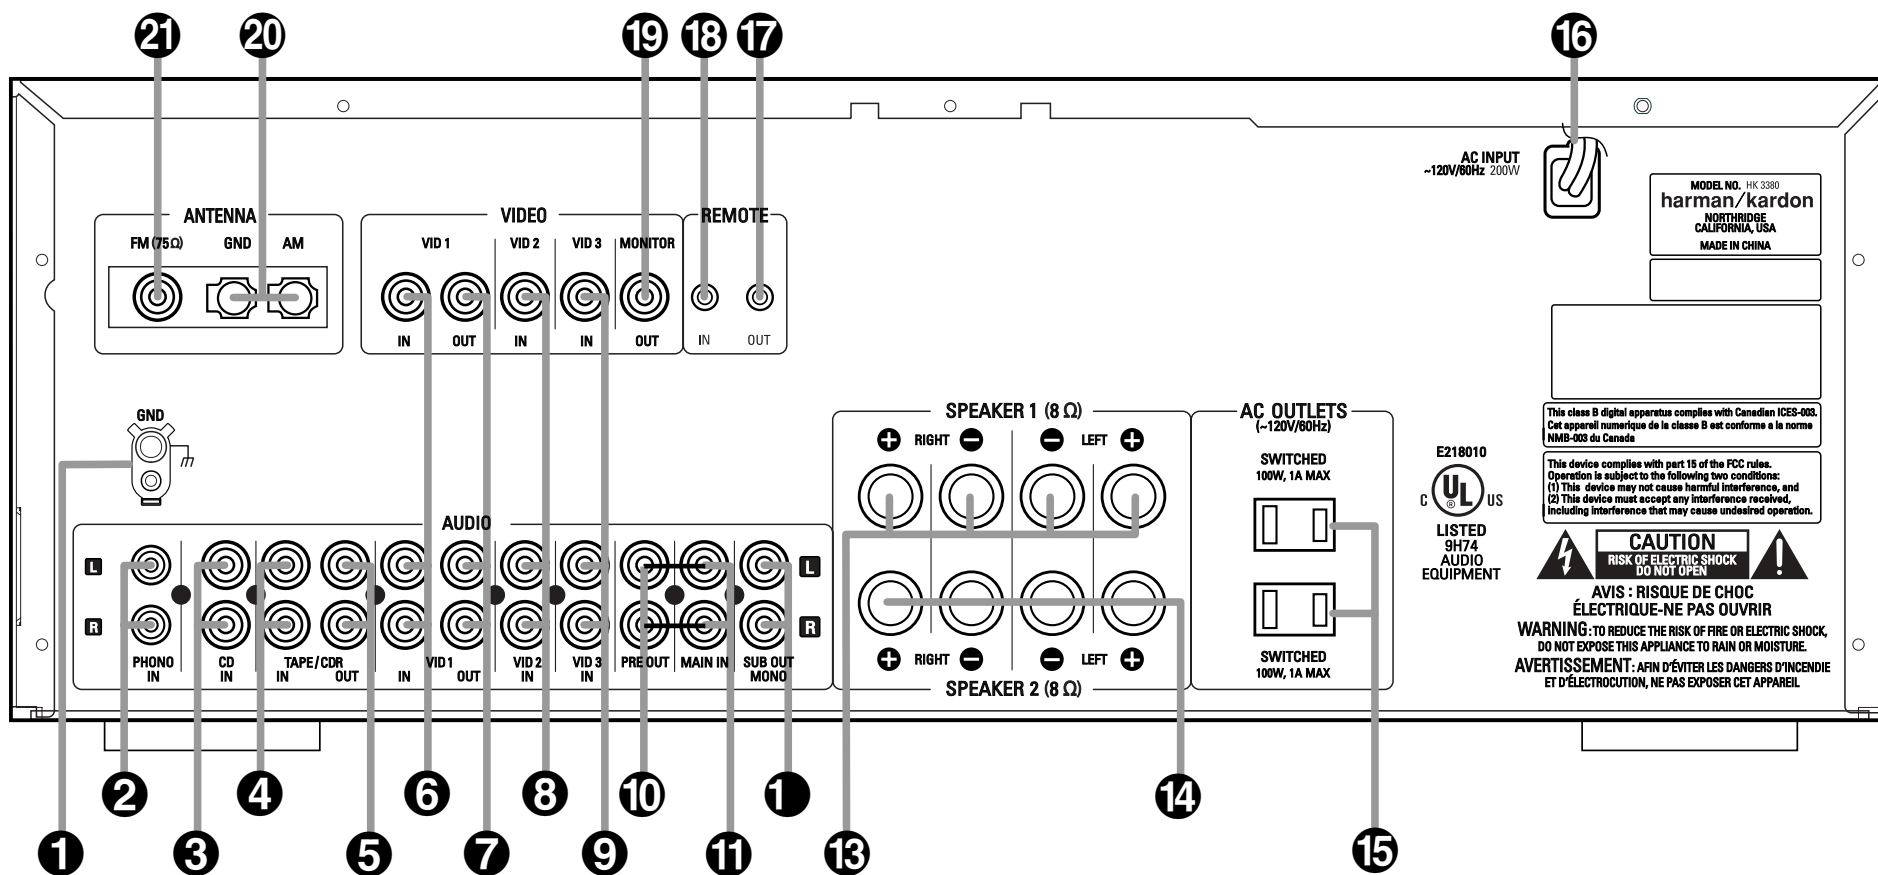 21 20 19 18 17 16
AC INPUT
~120V/60Hz 200W
MODEL NO. HK 3380
harman/kardon
NORTHRIDGE
CALIFORNIA, USA
MADE IN CHINA
ANTENNA
FM (75Ω) GND AM
VIDEO
VID 1 VID 2 VID 3 MONITOR
IN OUT IN IN OUT
REMOTE
IN OUT
GND
SPEAKER 1 (8 Ω)
+ RIGHT − − LEFT +
AC OUTLETS
(~120V/60Hz)
SWITCHED
100W, 1A MAX
This class B digital apparatus complies with Canadian ICES-003.
Cet appareil numerique de la classe B est conforme a la norme
NMB-003 du Canada
E218010
C UL ® US
LISTED
9H74
AUDIO
EQUIPMENT
This device complies with part 15 of the FCC rules.
Operation is subject to the following two conditions:
(1) This device may not cause harmful interference, and
(2) This device must accept any interference received,
including interference that may cause undesired operation.
CAUTION
RISK OF ELECTRIC SHOCK
DO NOT OPEN
AVIS : RISQUE DE CHOC
ÉLECTRIQUE-NE PAS OUVRIR
WARNING: TO REDUCE THE RISK OF FIRE OR ELECTRIC SHOCK,
DO NOT EXPOSE THIS APPLIANCE TO RAIN OR MOISTURE.
AVERTISSEMENT: AFIN D'ÉVITER LES DANGERS D'INCENDIE
ET D'ÉLECTROCUTION, NE PAS EXPOSER CET APPAREIL
AUDIO
L L
R R
PHONO IN
CD IN
TAPE/CDR
IN OUT
VID 1
IN OUT
VID 2 IN
VID 3 IN
PRE OUT
MAIN IN
SUB OUT
MONO
+ RIGHT − − LEFT +
SPEAKER 2 (8 Ω)
SWITCHED
100W, 1A MAX
2 4 6 8 10 1 14
1 3 5 7 9 11 13 15